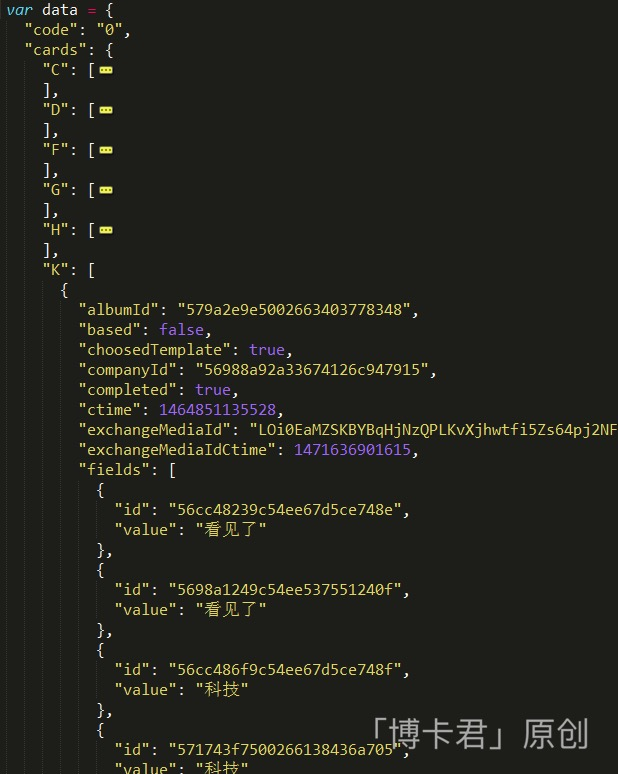 var data = {
"code": "0",
"cards": {
"C": [
],
"D": [
],
"F": [
],
"G": [
],
"H": [
],
"K": [
{
"albumId": "579a2e9e5002663403778348",
"based": false,
"choosedTemplate": true,
"companyId": "56988a92a33674126c947915",
"completed": true,
"ctime": 1464851135528,
"exchangeMediaId": "LOi0EaMZSKBYBqHjNzQPLKvXjhwtfi5Zs64pj2NF
"exchangeMediaIdCtime": 1471636901615,
"fields": [
{
"id": "56cc48239c54ee67d5ce748e",
"value": "看见了"
},
{
"id": "5698a1249c54ee537551240f",
"value": "看见了"
},
{
"id": "56cc486f9c54ee67d5ce748f",
"value": "科技"
},
{
"id": "571743f7500266138436a705",
"value": "科技"
「博卡君」原创